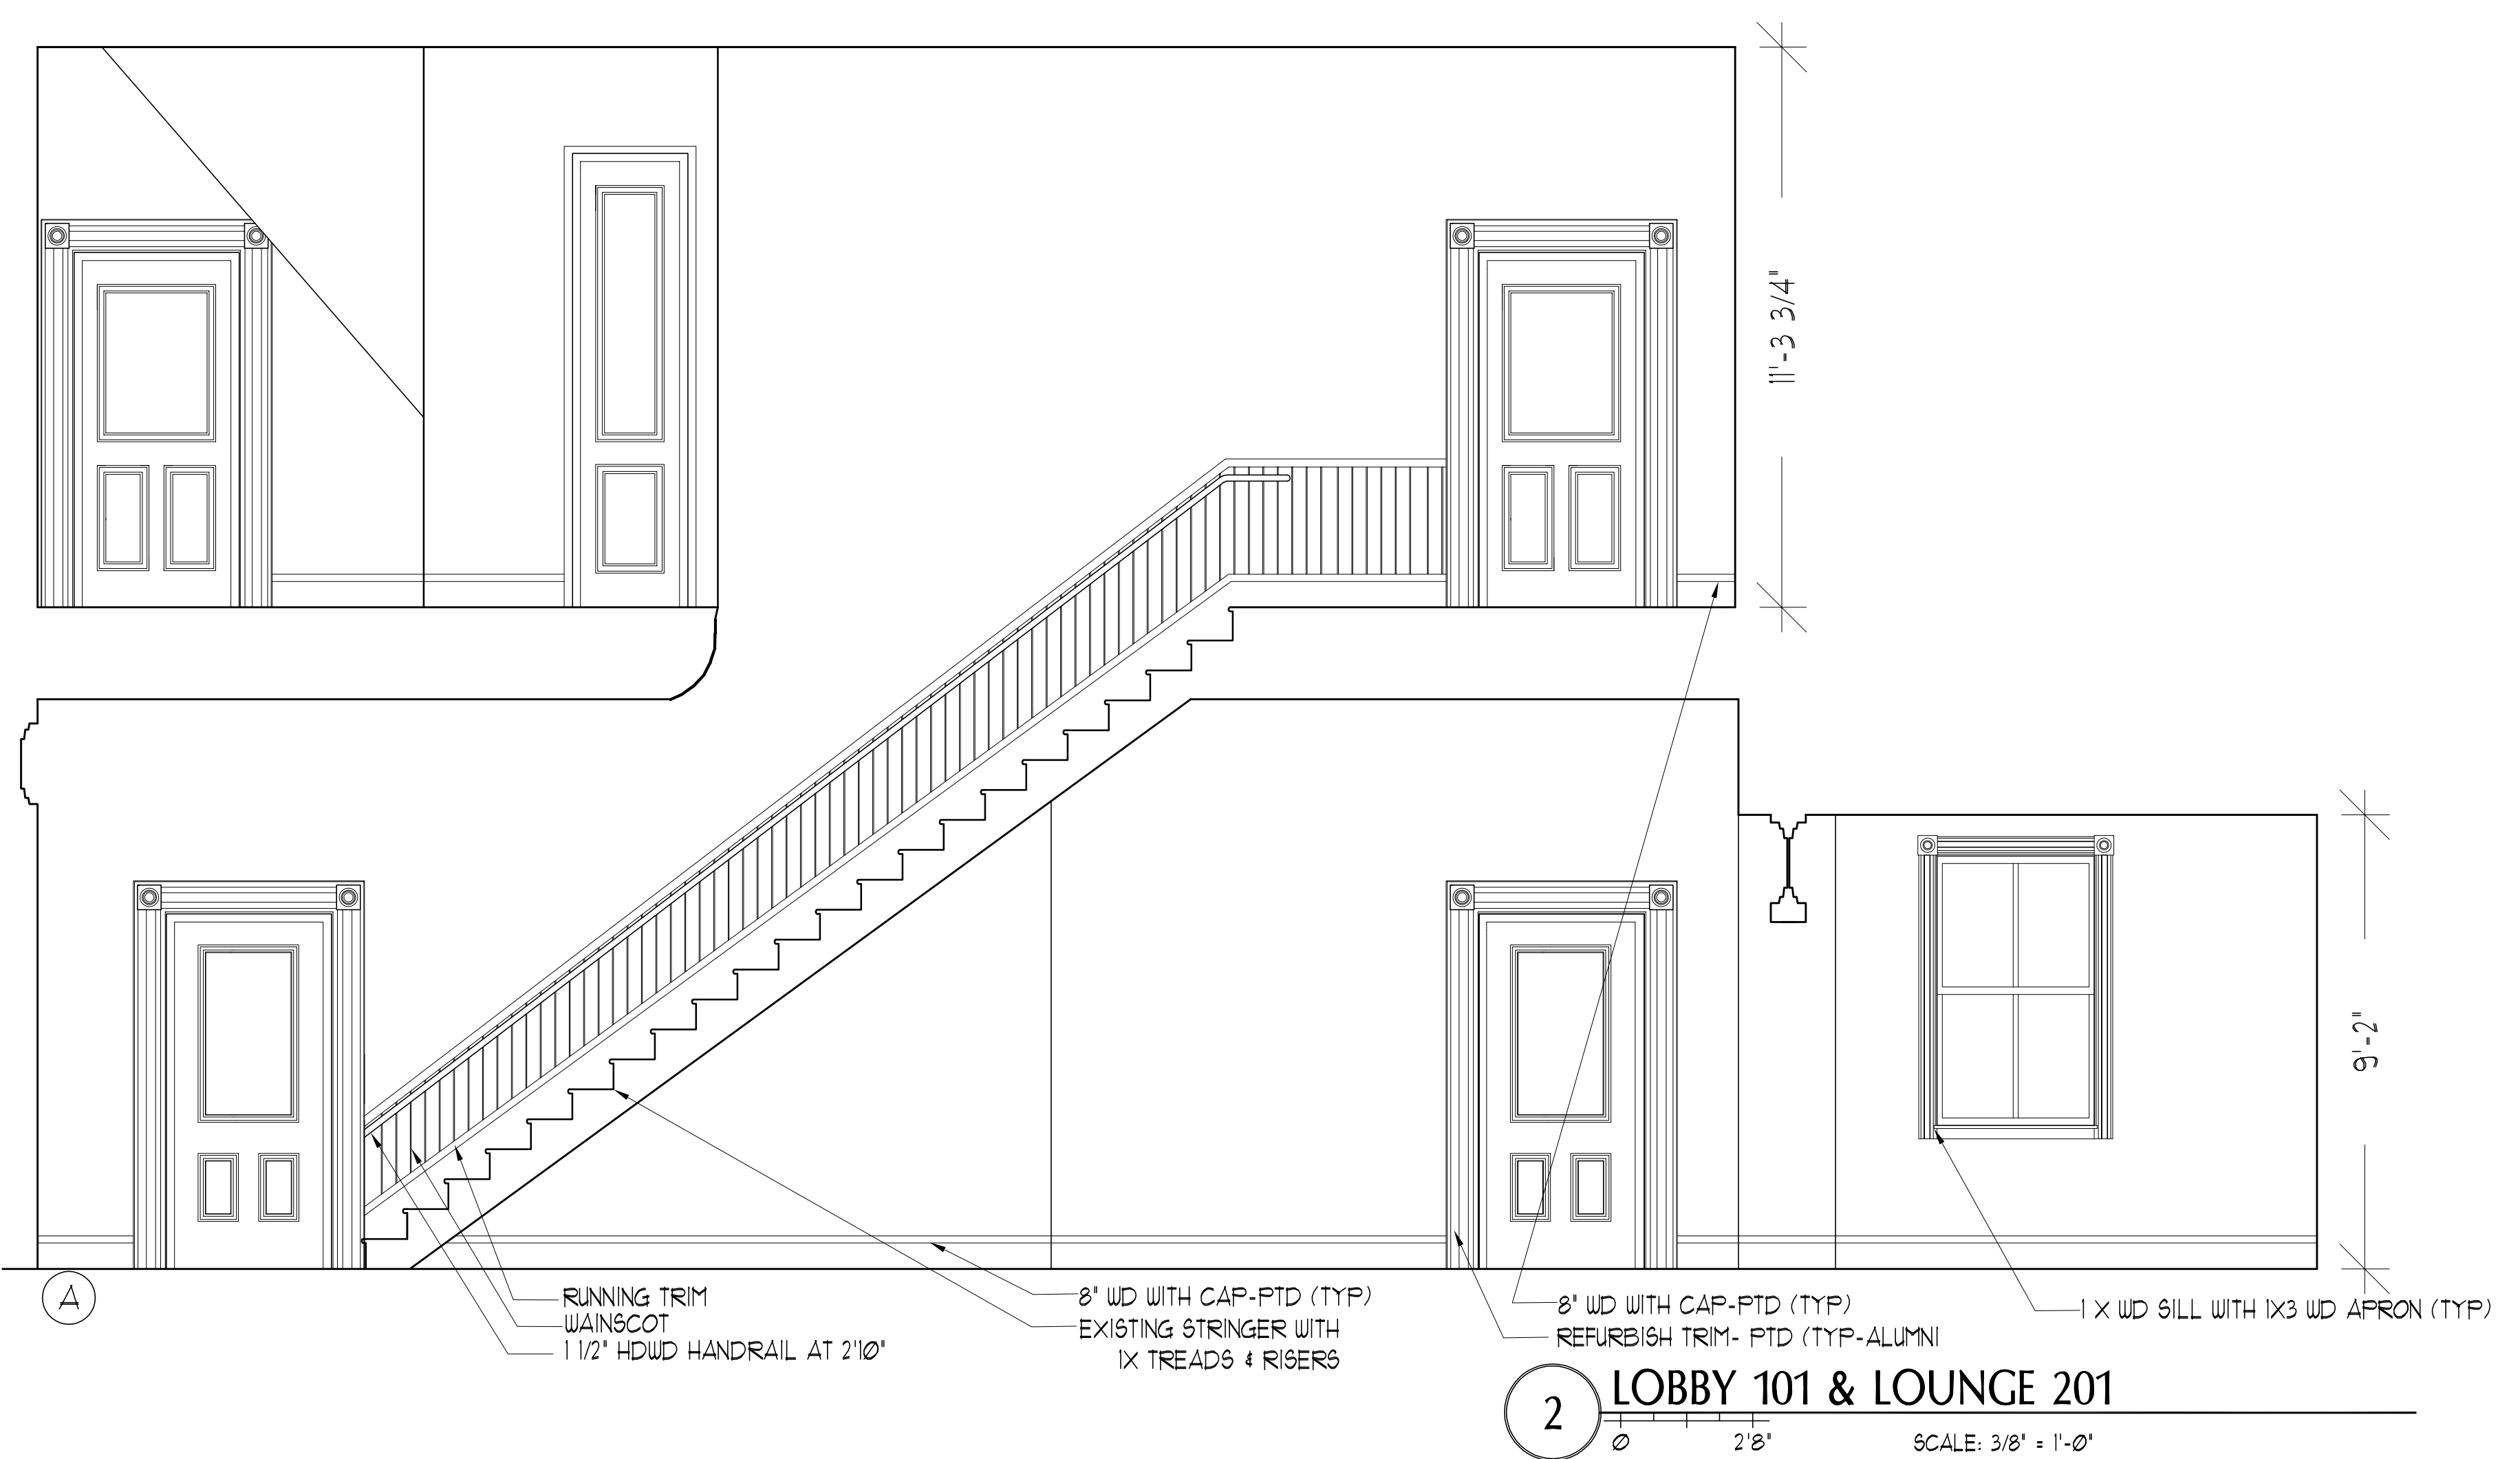 11'-3 3/4"
9'-2"
A
RUNNING TRIM
WAINSCOT
1 1/2" HDWD HANDRAIL AT 2'10"
8" WD WITH CAP-PTD (TYP)
EXISTING STRINGER WITH
1X TREADS & RISERS
8" WD WITH CAP-PTD (TYP)
REFURBISH TRIM- PTD (TYP-ALUMNI
1 X WD SILL WITH 1X3 WD APRON (TYP)
2
LOBBY 101 & LOUNGE 201
0 2'8"
SCALE: 3/8" = 1'-0"